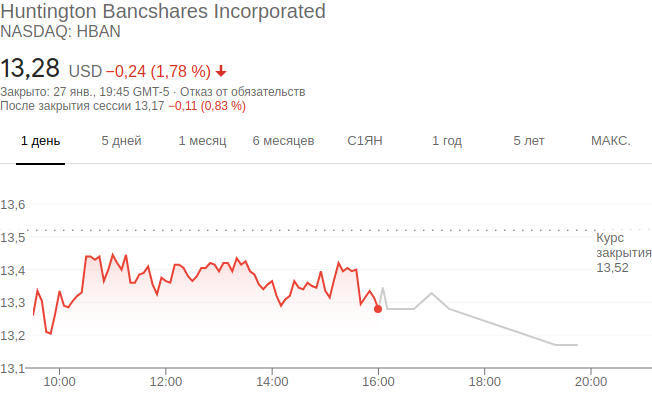 Huntington Bancshares Incorporated
NASDAQ: HBAN
13,28 USD −0,24 (1,78 %)
Закрыто: 27 янв., 19:45 GMT-5 · Отказ от обязательств
После закрытия сессии 13,17 −0,11 (0,83 %)
1 день 5 дней 1 месяц 6 месяцев С1ЯН 1 год 5 лет МАКС.
13,6
13,5
Курс
закрытия
13,52
13,4
13,3
13,2
13,1
10:00 12:00 14:00 16:00 18:00 20:00